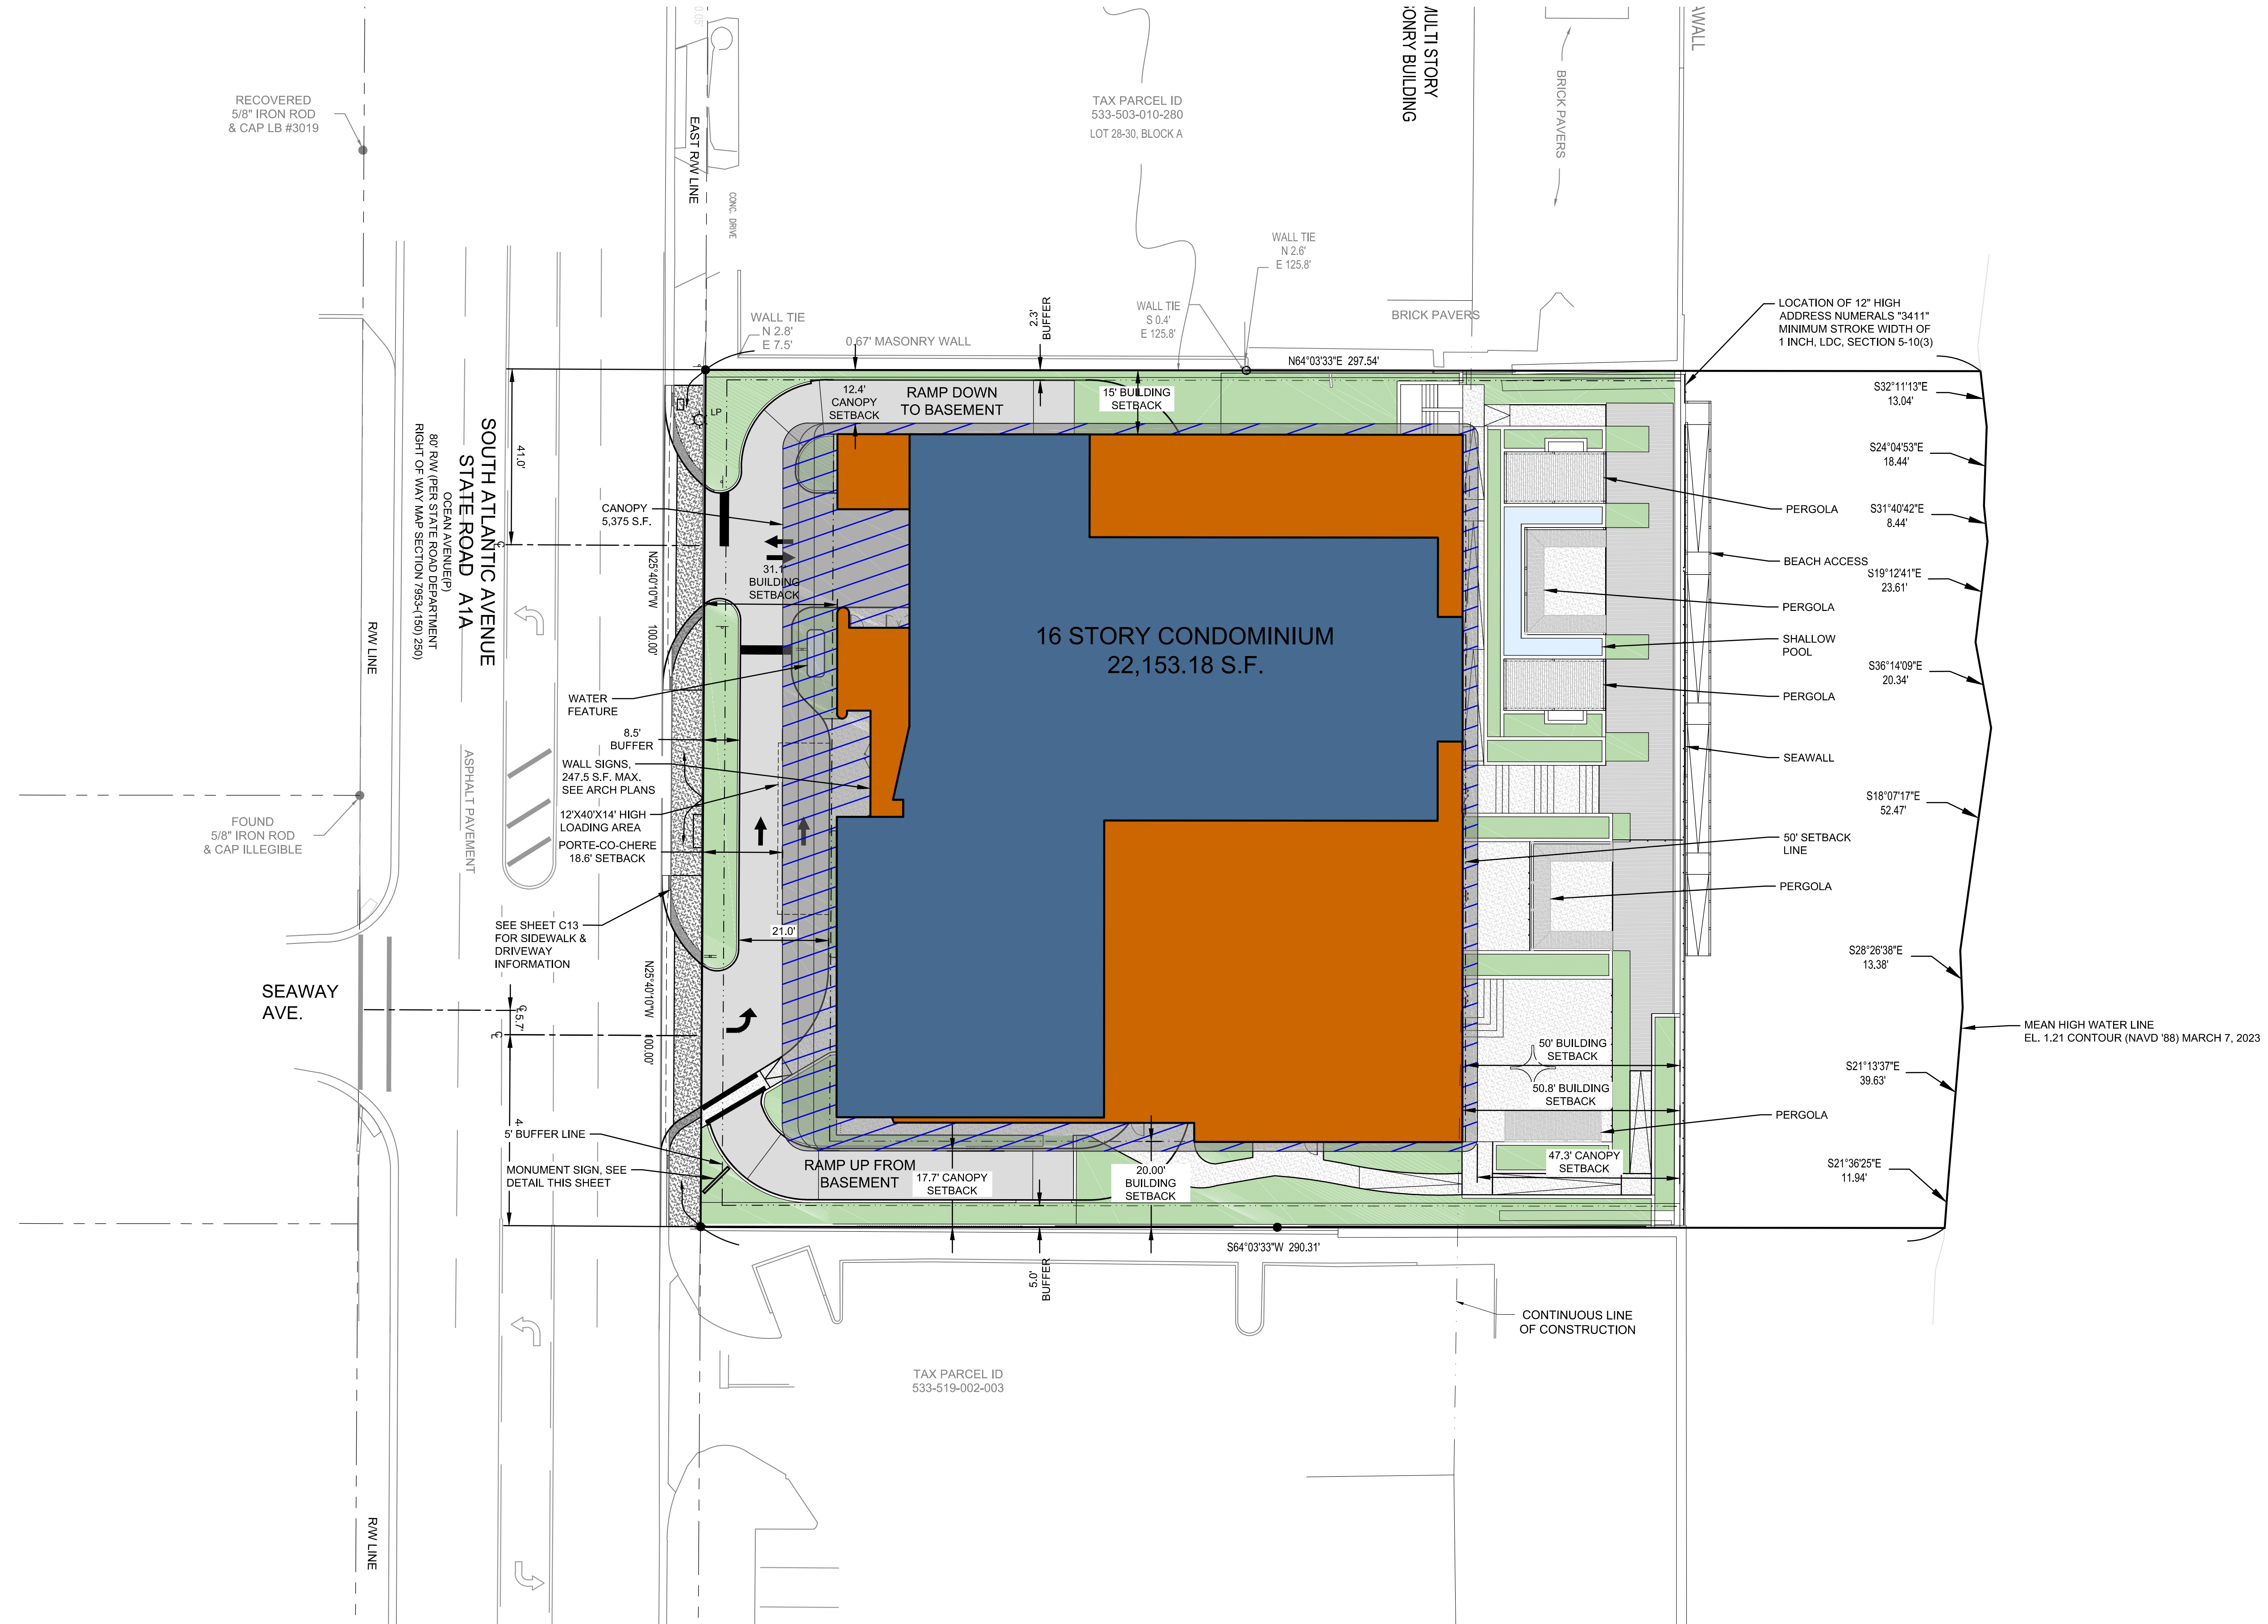 0.05'
MULTI STORY
AWALL
BRICK PAVERS
RECOVERED
5/8" IRON ROD
& CAP LB #3019
TAX PARCEL ID
533-503-010-280
LOT 28-30, BLOCK A
EAST R/W LINE
CONC. DRIVE
WALL TIE
N 2.6'
E 125.8'
WALL TIE
S 0.4'
E 125.8'
WALL TIE
N 2.8'
E 7.5'
0.67' MASONRY WALL
2.3'
BUFFER
BRICK PAVERS
N64°03'33"E 297.54'
LOCATION OF 12" HIGH
ADDRESS NUMERALS "3411"
MINIMUM STROKE WIDTH OF
1 INCH, LDC, SECTION 5-10(3)
12.4'
CANOPY
SETBACK
RAMP DOWN
TO BASEMENT
15' BUILDING
SETBACK
LP
S32°11'13"E
13.04'
S24°04'53"E
18.44'
S31°40'42"E
8.44'
S19°12'41"E
23.61'
S36°14'09"E
20.34'
S18°07'17"E
52.47'
S28°26'38"E
13.38'
S21°13'37"E
39.63'
S21°36'25"E
11.94'
41.0'
SOUTH ATLANTIC AVENUE
STATE ROAD A1A
OCEAN AVENUE(P)
80' R/W (PER STATE ROAD DEPARTMENT
RIGHT OF WAY MAP SECTION 7953-(150) 250)
CANOPY
5,375 S.F.
31.1'
BUILDING
SETBACK
N25°40'10"W 100.00'
R/W LINE
16 STORY CONDOMINIUM
22,153.18 S.F.
PERGOLA
BEACH ACCESS
PERGOLA
SHALLOW
POOL
PERGOLA
SEAWALL
50' SETBACK
LINE
PERGOLA
WATER
FEATURE
8.5'
BUFFER
WALL SIGNS,
247.5 S.F. MAX.
SEE ARCH PLANS
12'X40'X14' HIGH
LOADING AREA
PORTE-CO-CHERE
18.6' SETBACK
ASPHALT PAVEMENT
FOUND
5/8" IRON ROD
& CAP ILLEGIBLE
SEE SHEET C13
FOR SIDEWALK &
DRIVEWAY
INFORMATION
21.0'
SEAWAY
AVE.
5.7'
N25°40'10"W 100.00'
MEAN HIGH WATER LINE
EL. 1.21 CONTOUR (NAVD '88) MARCH 7, 2023
50' BUILDING
SETBACK
50.8' BUILDING
SETBACK
PERGOLA
4.
5' BUFFER LINE
MONUMENT SIGN, SEE
DETAIL THIS SHEET
RAMP UP FROM
BASEMENT
17.7' CANOPY
SETBACK
20.00'
BUILDING
SETBACK
47.3' CANOPY
SETBACK
S64°03'33"W 290.31'
5.0'
BUFFER
CONTINUOUS LINE
OF CONSTRUCTION
TAX PARCEL ID
533-519-002-003
R/W LINE